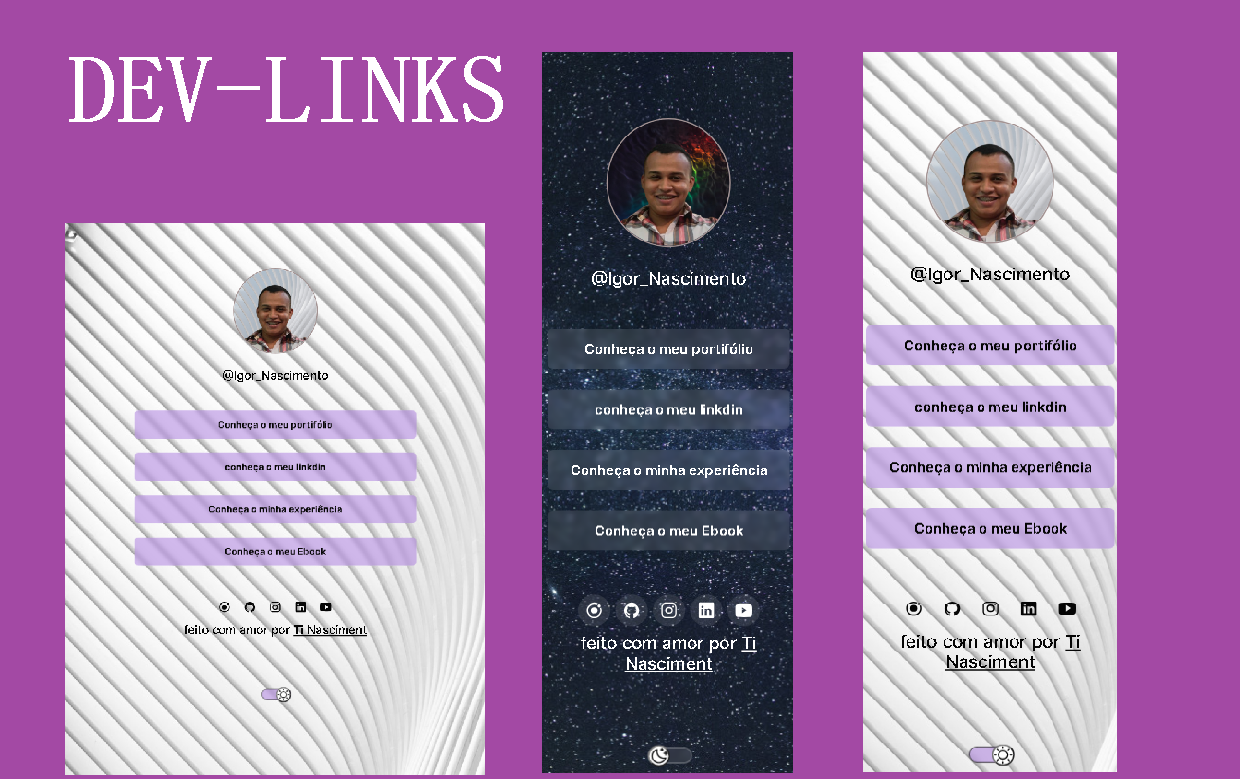 DEV-LINKS
@Igor_Nascimento
Conheça o meu portifólio
conheça o meu linkdin
Conheça o minha experiência
Conheça o meu Ebook
feito com amor por Ti Nasciment
@Igor_Nascimento
Conheça o meu portifólio
conheça o meu linkdin
Conheça o minha experiência
Conheça o meu Ebook
feito com amor por Ti
Nasciment
@Igor_Nascimento
Conheça o meu portifólio
conheça o meu linkdin
Conheça o minha experiência
Conheça o meu Ebook
feito com amor por Ti
Nasciment